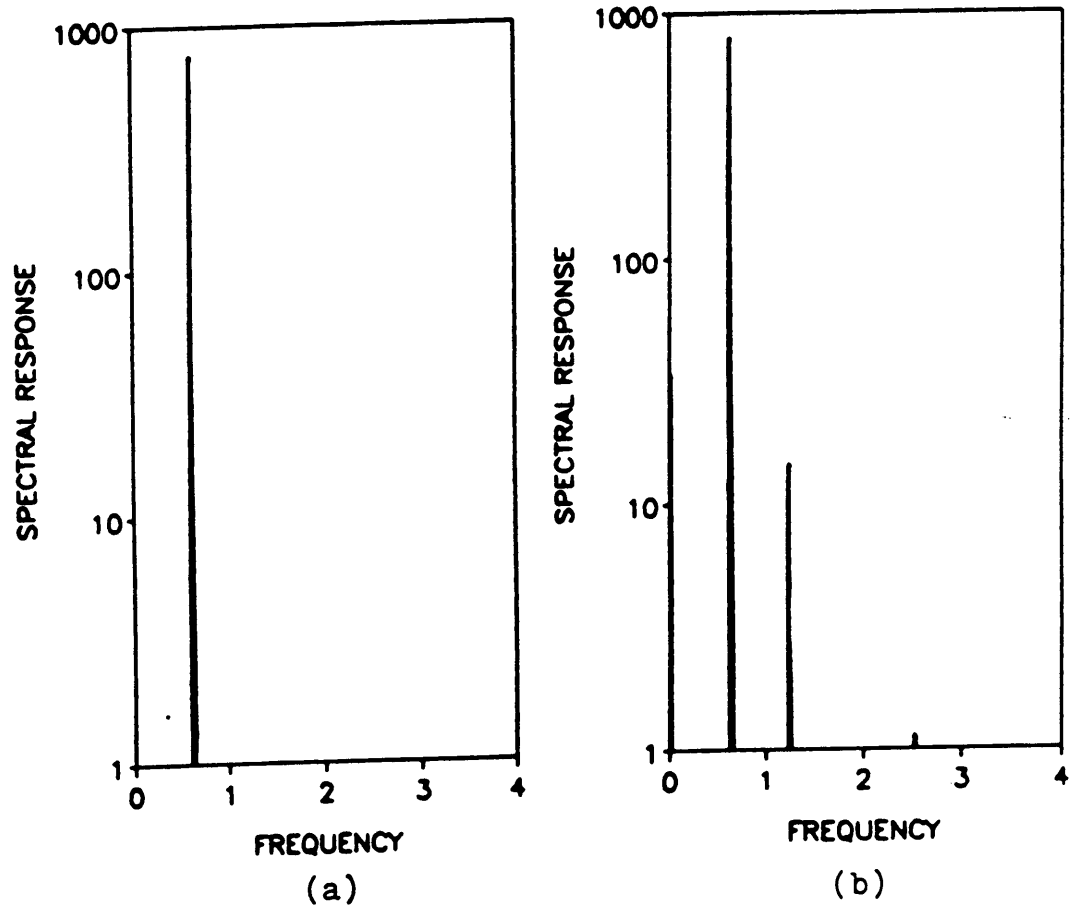 1000
100
10
1
SPECTRAL RESPONSE
0 1 2 3 4
FREQUENCY
(a)
1000
100
10
1
SPECTRAL RESPONSE
0 1 2 3 4
FREQUENCY
(b)